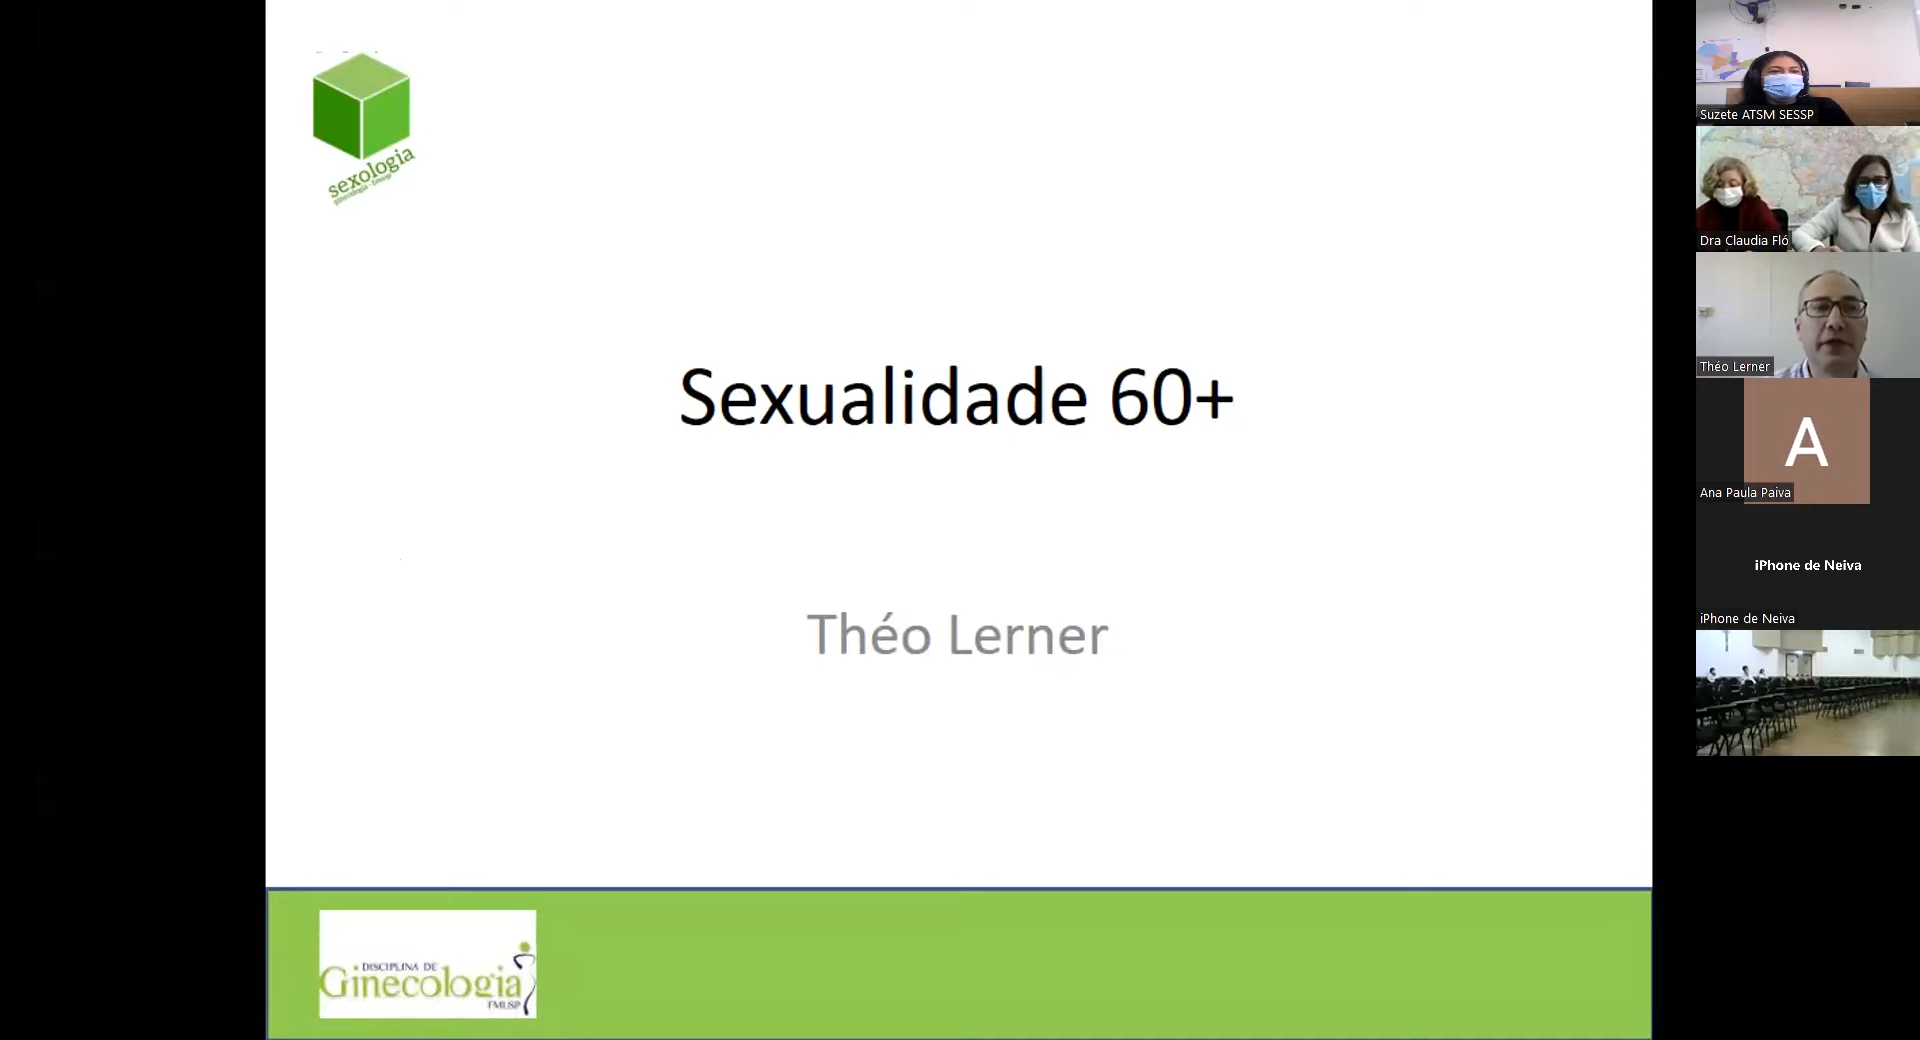 sexologia
Sexualidade 60+
Théo Lerner
DISCIPLINA DE
Ginecologia
FMUSP
Suzete ATSM SESSP
Dra Claudia Fló
Théo Lerner
A
Ana Paula Paiva
iPhone de Neiva
iPhone de Neiva